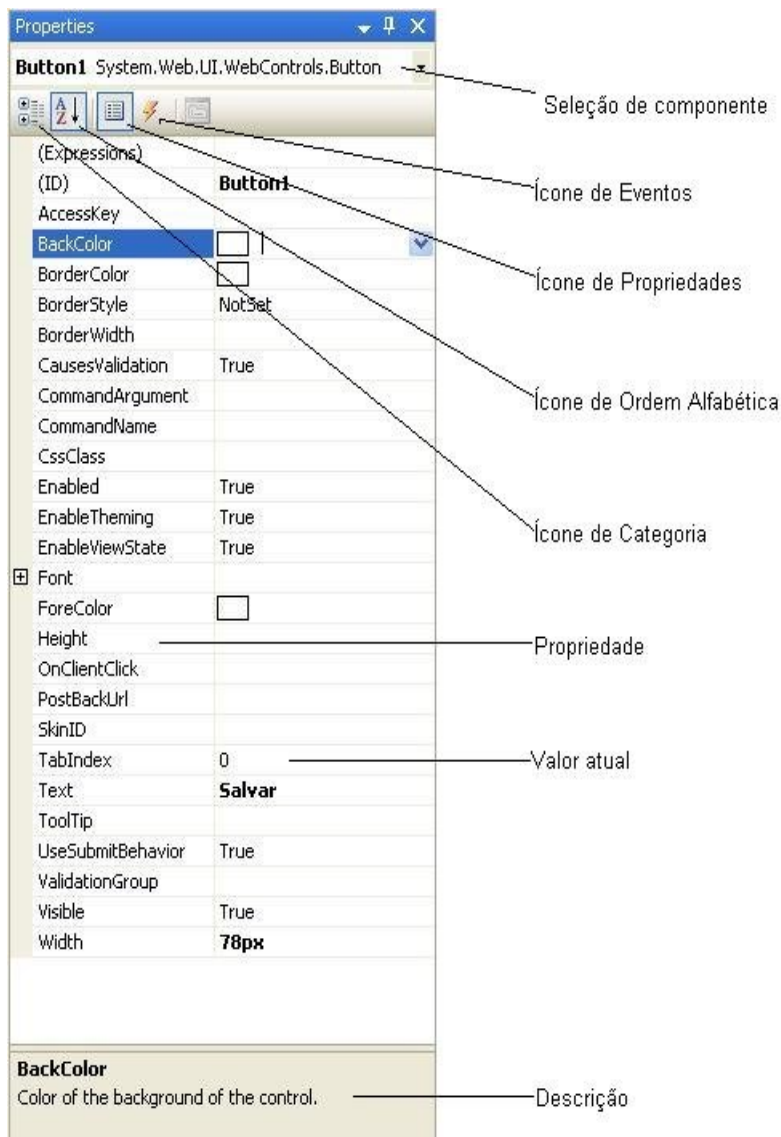 Properties
Button1 System.Web.UI.WebControls.Button
Seleção de componente
A
Z
(Expressions)
(ID) Button1
Ícone de Eventos
AccessKey
BackColor
BorderColor
Ícone de Propriedades
BorderStyle NotSet
BorderWidth
CausesValidation True
CommandArgument
Ícone de Ordem Alfabética
CommandName
CssClass
Enabled True
EnableTheming True
Ícone de Categoria
EnableViewState True
Font
ForeColor
Height
Propriedade
OnClientClick
PostBackUrl
SkinID
TabIndex 0
Valor atual
Text Salvar
ToolTip
UseSubmitBehavior True
ValidationGroup
Visible True
Width 78px
BackColor
Color of the background of the control.
Descrição